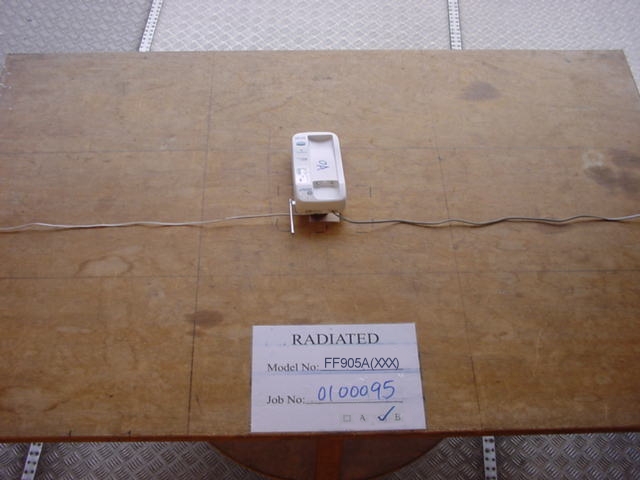 RADIATED
Model No: FF905A(XXX)
Job No: 0100095
☐ A ✓ B